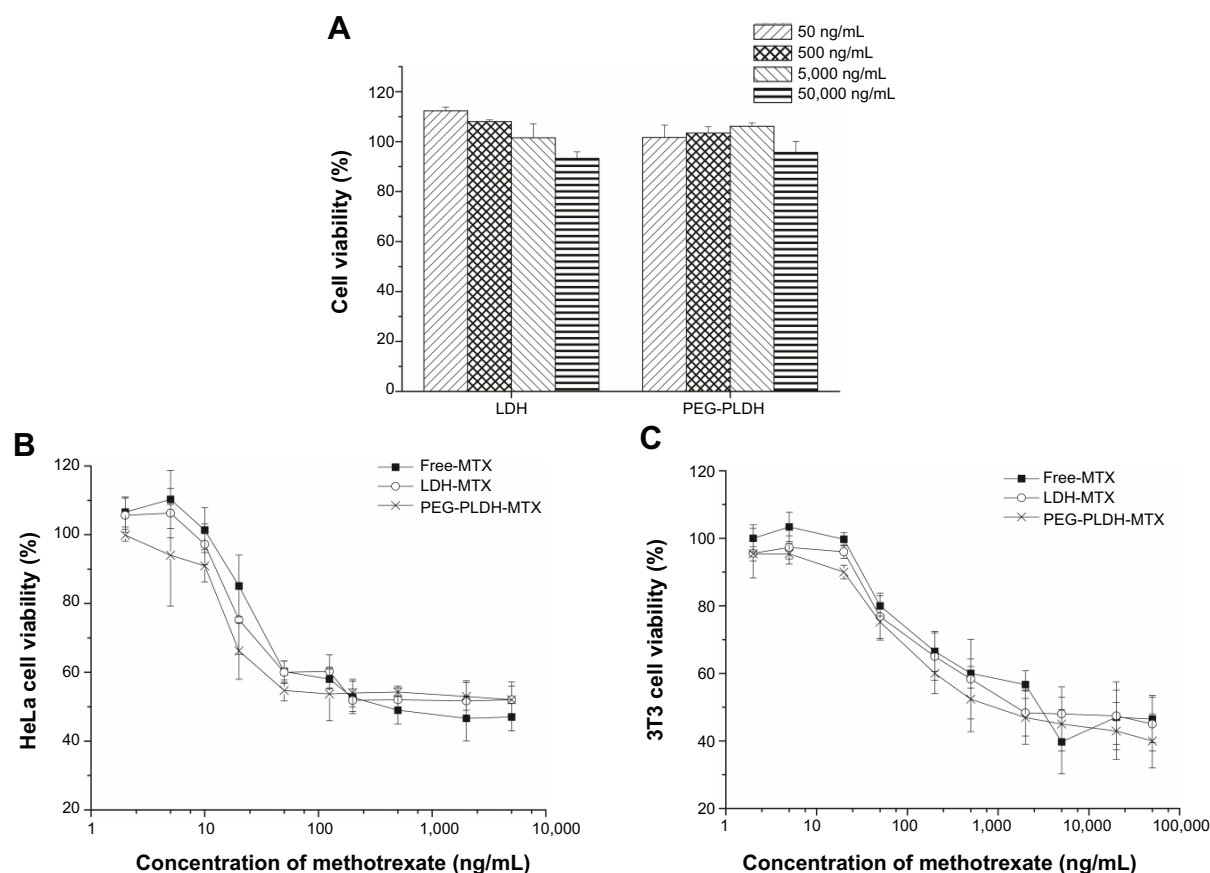 A
50 ng/mL
500 ng/mL
5,000 ng/mL
50,000 ng/mL
Cell viability (%)
120
100
80
60
40
20
0
LDH
PEG-PLDH
B
Free-MTX
LDH-MTX
PEG-PLDH-MTX
HeLa cell viability (%)
120
100
80
60
40
20
1
10
100
1,000
10,000
Concentration of methotrexate (ng/mL)
C
Free-MTX
LDH-MTX
PEG-PLDH-MTX
3T3 cell viability (%)
120
100
80
60
40
20
1
10
100
1,000
10,000
100,000
Concentration of methotrexate (ng/mL)